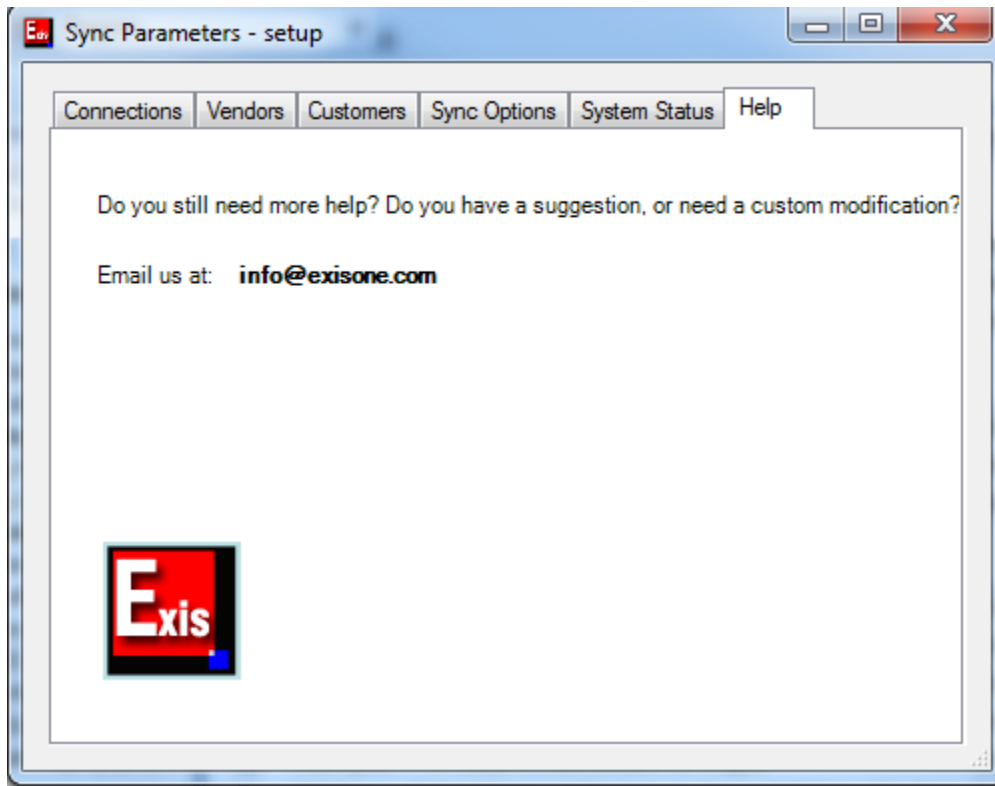 Sync Parameters - setup
Connections Vendors Customers Sync Options System Status Help
Do you still need more help? Do you have a suggestion, or need a custom modification?
Email us at: info@exisone.com
Exis